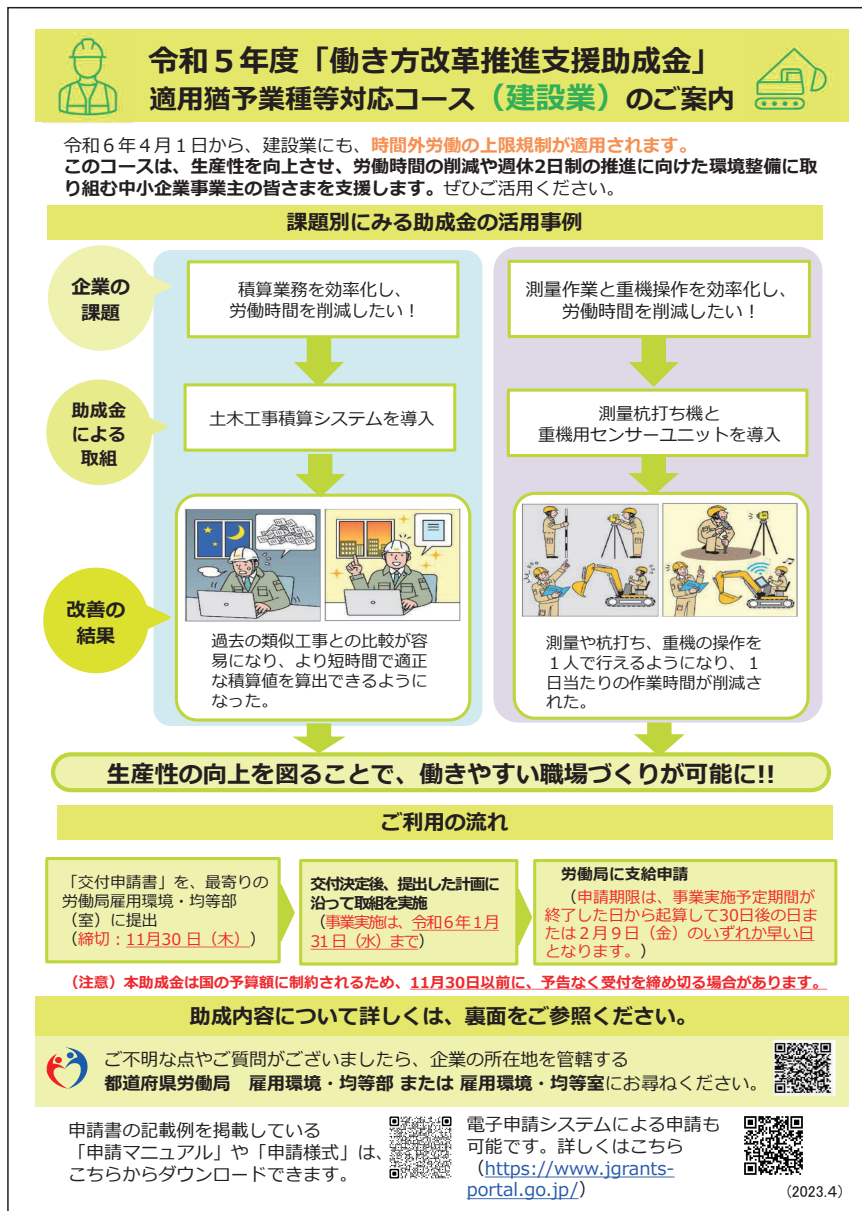 令和５年度「働き方改革推進支援助成金」
適用猶予業種等対応コース（建設業）のご案内
令和６年４月１日から、建設業にも、時間外労働の上限規制が適用されます。
このコースは、生産性を向上させ、労働時間の削減や週休2日制の推進に向けた環境整備に取
り組む中小企業事業主の皆さまを支援します。ぜひご活用ください。
課題別にみる助成金の活用事例
企業の
課題
積算業務を効率化し、
労働時間を削減したい！
測量作業と重機操作を効率化し、
労働時間を削減したい！
助成金
による
取組
土木工事積算システムを導入
測量杭打ち機と
重機用センサーユニットを導入
改善の
結果
過去の類似工事との比較が容
易になり、より短時間で適正
な積算値を算出できるように
なった。
測量や杭打ち、重機の操作を
１人で行えるようになり、１
日当たりの作業時間が削減さ
れた。
生産性の向上を図ることで、働きやすい職場づくりが可能に!!
ご利用の流れ
「交付申請書」を、最寄りの
労働局雇用環境・均等部
（室）に提出
（締切：11月30 日（木））
交付決定後、提出した計画に
沿って取組を実施
（事業実施は、令和6年1月
31日（水）まで）
労働局に支給申請
（申請期限は、事業実施予定期間が
終了した日から起算して30日後の日ま
たは２月９日（金）のいずれか早い日
となります。）
（注意）本助成金は国の予算額に制約されるため、11月30日以前に、予告なく受付を締め切る場合があります。
助成内容について詳しくは、裏面をご参照ください。
ご不明な点やご質問がございましたら、企業の所在地を管轄する
都道府県労働局　雇用環境・均等部 または 雇用環境・均等室にお尋ねください。
申請書の記載例を掲載している
「申請マニュアル」や「申請様式」は、
こちらからダウンロードできます。
電子申請システムによる申請も
可能です。詳しくはこちら
（https://www.jgrants-
portal.go.jp/）
（2023.4）